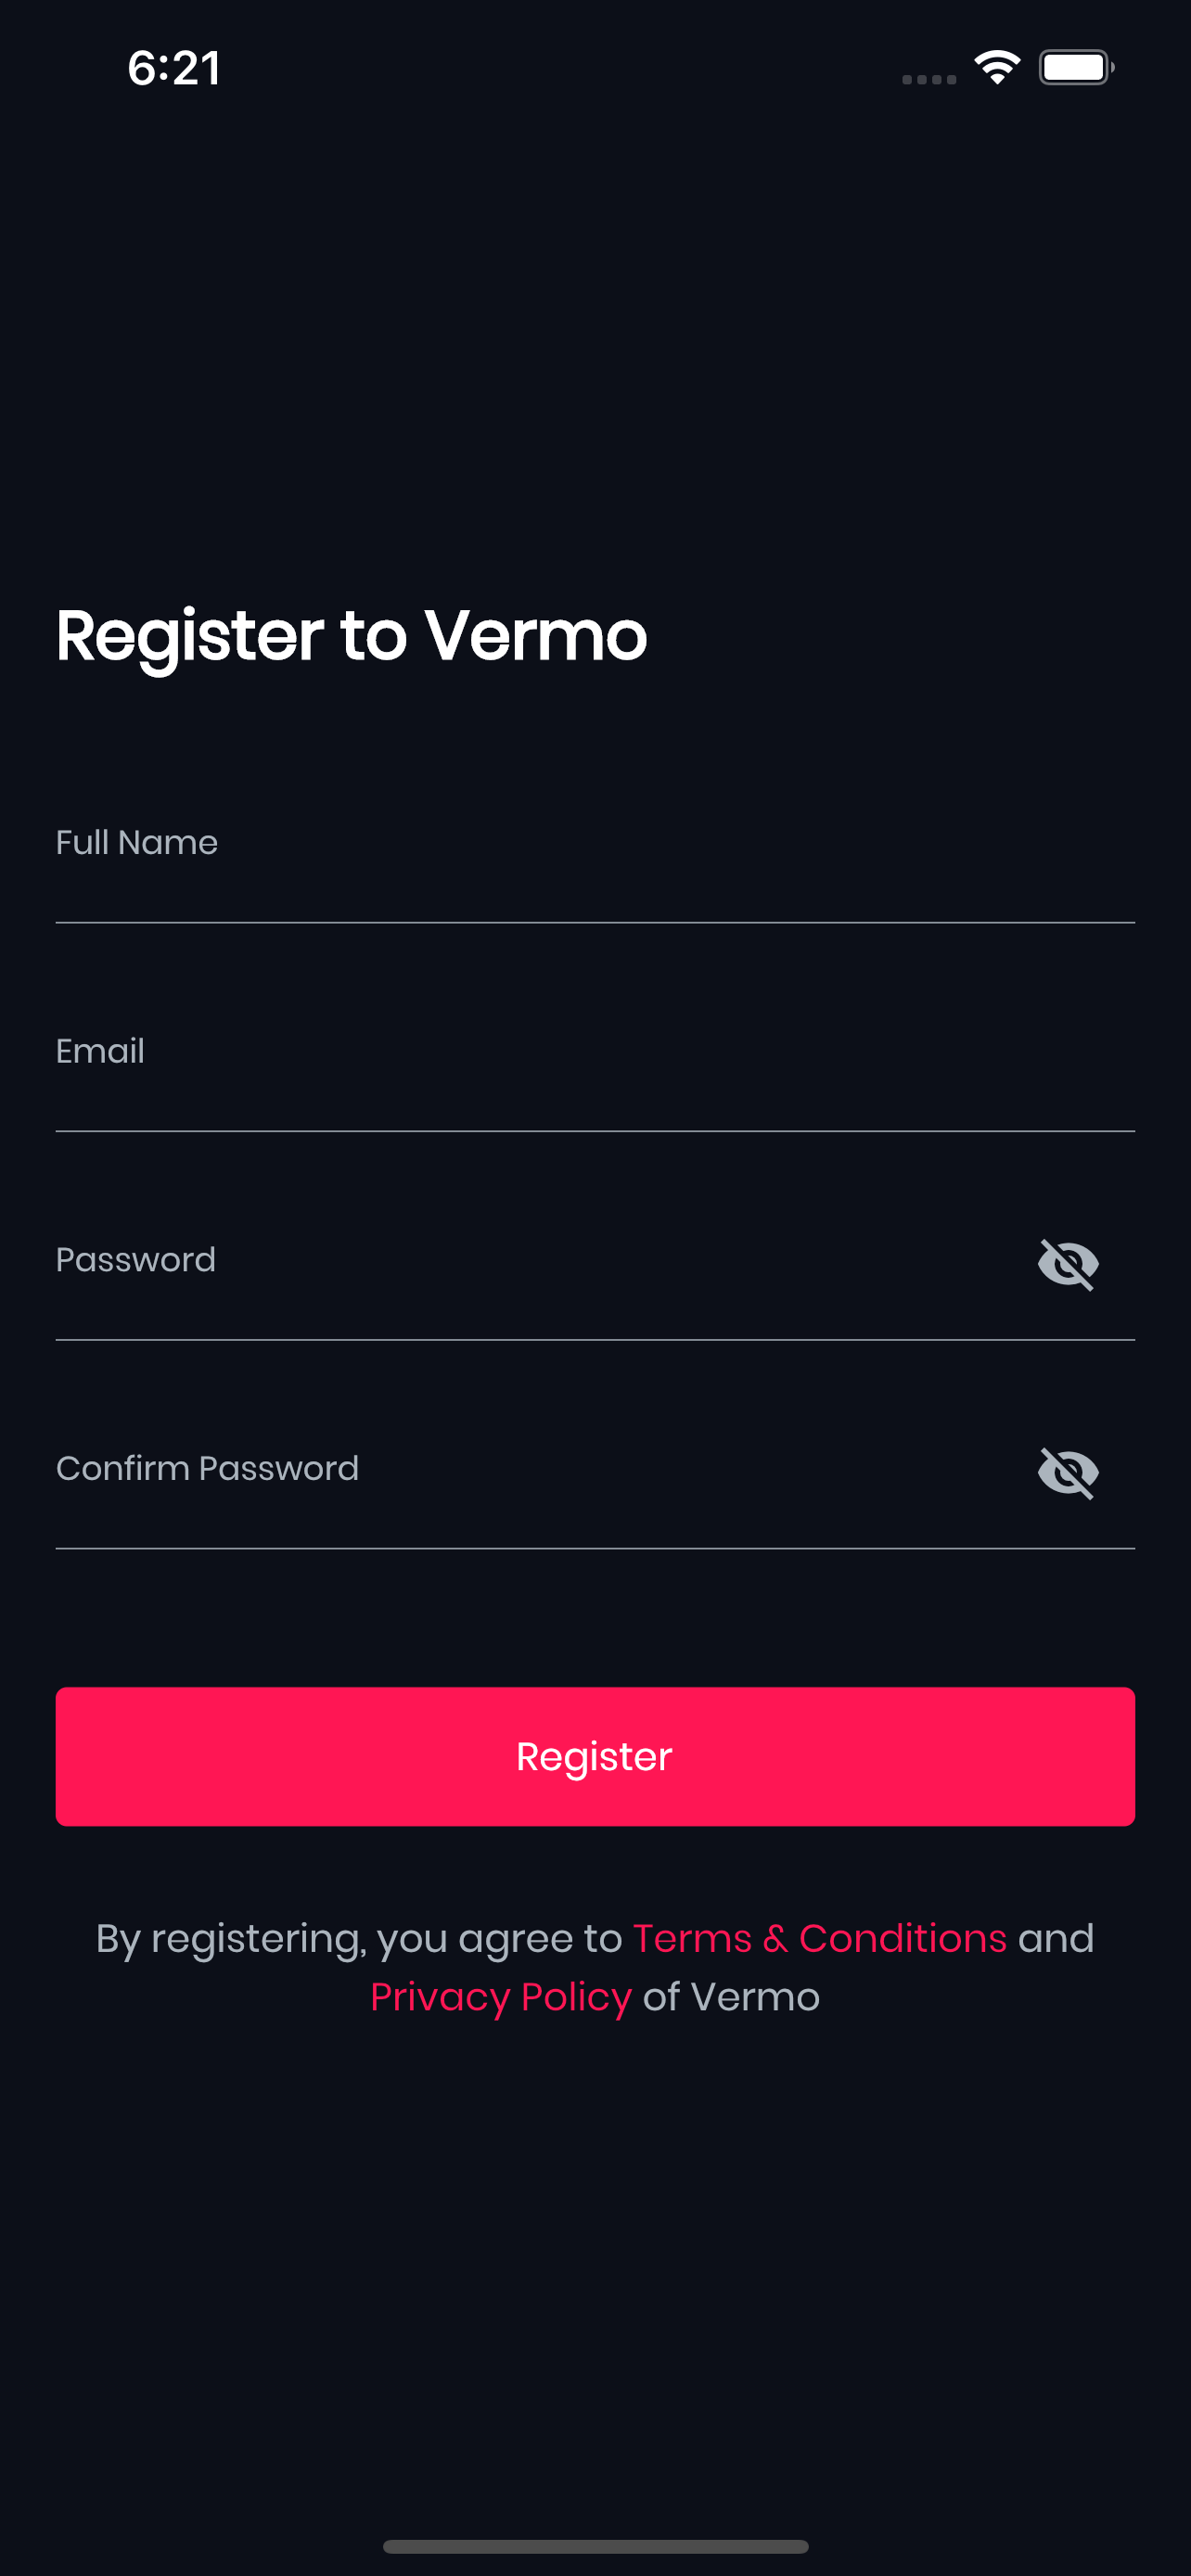 6:21
Register to Vermo
Full Name
Email
Password
Confirm Password
Register
By registering, you agree to Terms & Conditions and
Privacy Policy of Vermo